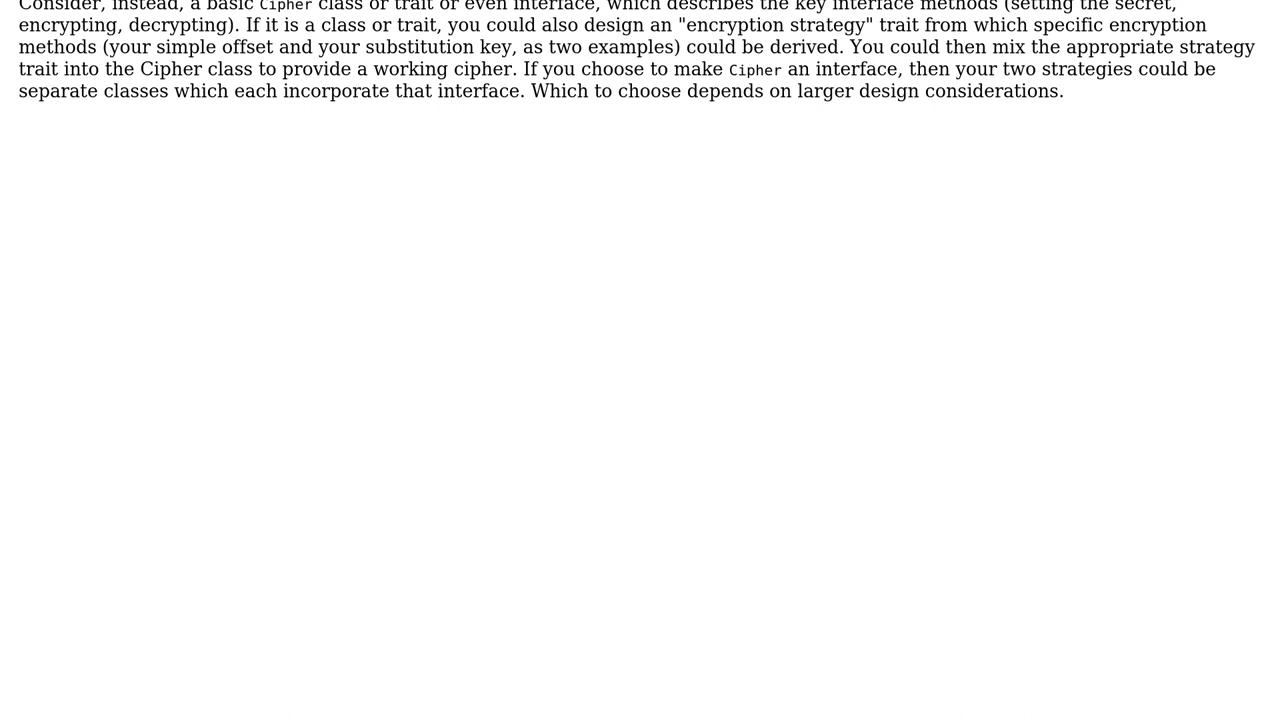 Consider, instead, a basic Cipher class or trait or even interface, which describes the key interface methods (setting the secret,
encrypting, decrypting). If it is a class or trait, you could also design an "encryption strategy" trait from which specific encryption
methods (your simple offset and your substitution key, as two examples) could be derived. You could then mix the appropriate strategy
trait into the Cipher class to provide a working cipher. If you choose to make Cipher an interface, then your two strategies could be
separate classes which each incorporate that interface. Which to choose depends on larger design considerations.